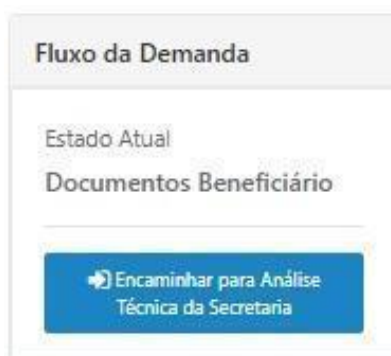 Fluxo da Demanda
Estado Atual
Documentos Beneficiário
Encaminhar para Análise
Técnica da Secretaria